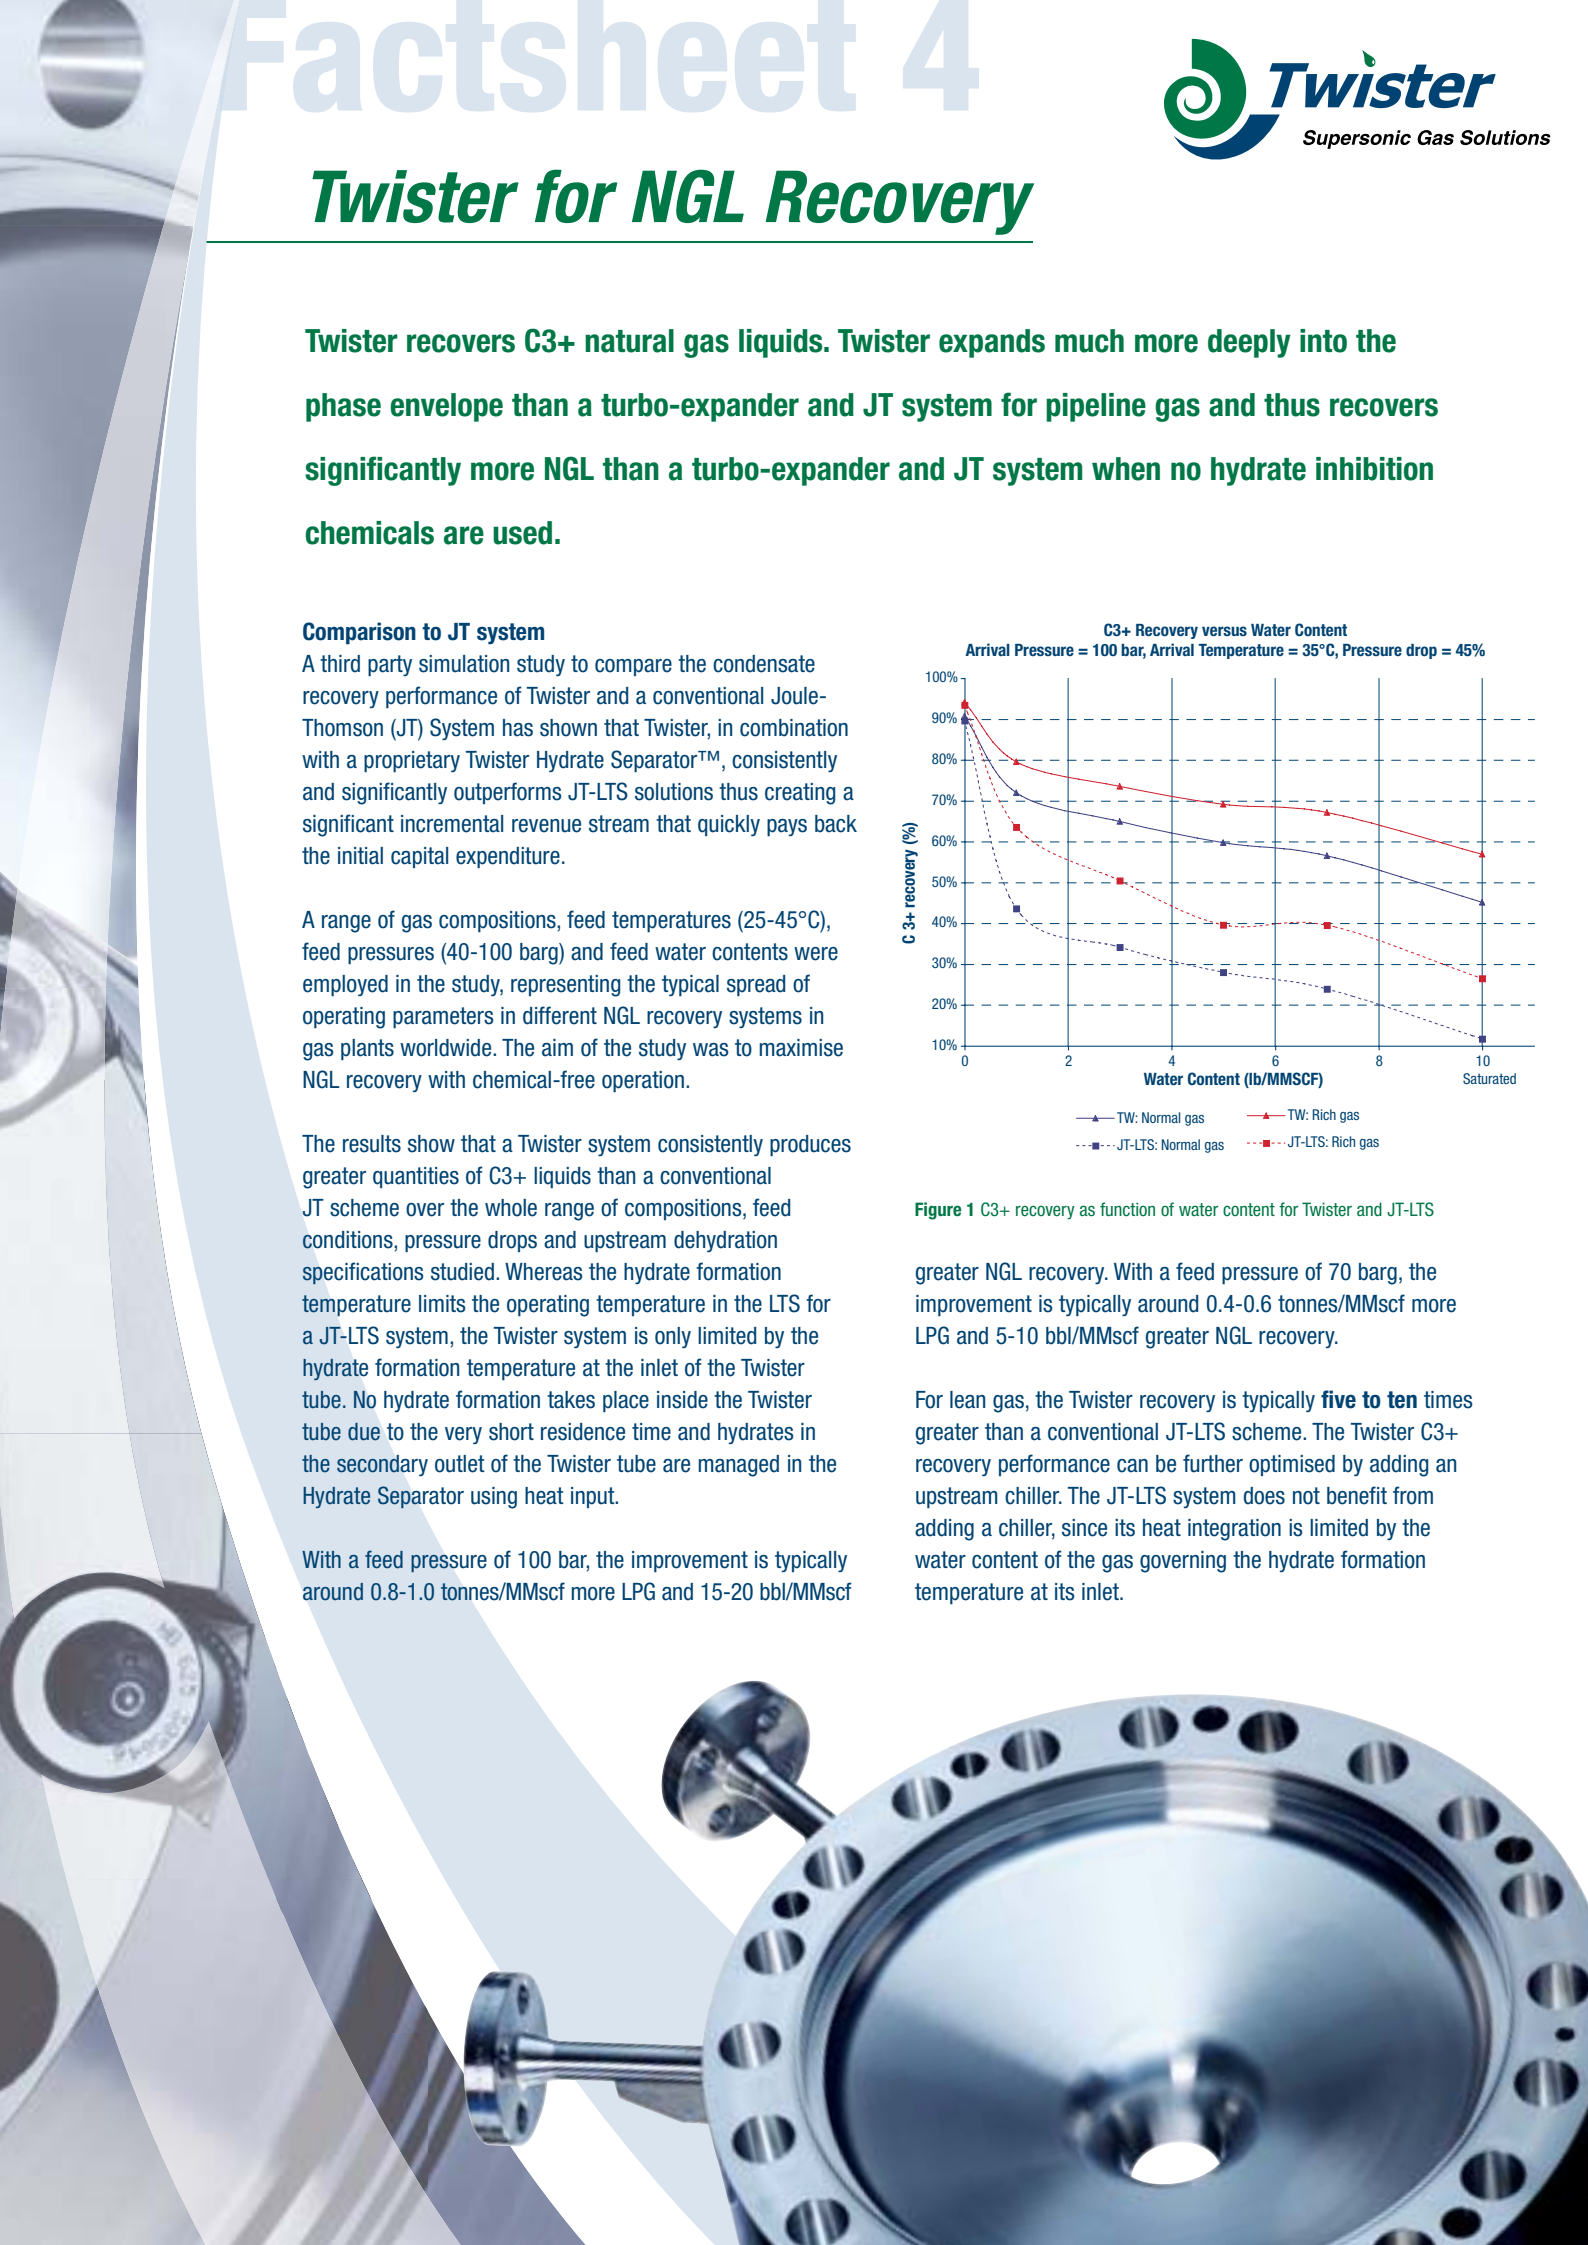 Factsheet 4
Twister
Supersonic Gas Solutions
Twister for NGL Recovery
Twister recovers C3+ natural gas liquids. Twister expands much more deeply into the
phase envelope than a turbo-expander and JT system for pipeline gas and thus recovers
significantly more NGL than a turbo-expander and JT system when no hydrate inhibition
chemicals are used.
Comparison to JT system
A third party simulation study to compare the condensate
recovery performance of Twister and a conventional Joule-
Thomson (JT) System has shown that Twister, in combination
with a proprietary Twister Hydrate Separator™, consistently
and significantly outperforms JT-LTS solutions thus creating a
significant incremental revenue stream that quickly pays back
the initial capital expenditure.
A range of gas compositions, feed temperatures (25-45°C),
feed pressures (40-100 barg) and feed water contents were
employed in the study, representing the typical spread of
operating parameters in different NGL recovery systems in
gas plants worldwide. The aim of the study was to maximise
NGL recovery with chemical-free operation.
The results show that a Twister system consistently produces
greater quantities of C3+ liquids than a conventional
JT scheme over the whole range of compositions, feed
conditions, pressure drops and upstream dehydration
specifications studied. Whereas the hydrate formation
temperature limits the operating temperature in the LTS for
a JT-LTS system, the Twister system is only limited by the
hydrate formation temperature at the inlet of the Twister
tube. No hydrate formation takes place inside the Twister
tube due to the very short residence time and hydrates in
the secondary outlet of the Twister tube are managed in the
Hydrate Separator using heat input.
With a feed pressure of 100 bar, the improvement is typically
around 0.8-1.0 tonnes/MMscf more LPG and 15-20 bbl/MMscf
C3+ Recovery versus Water Content
Arrival Pressure = 100 bar, Arrival Temperature = 35°C, Pressure drop = 45%
100%
90%
80%
70%
60%
50%
40%
30%
20%
10%
C 3+ recovery (%)
0 2 4 6 8 10
Water Content (lb/MMSCF) Saturated
TW: Normal gas TW: Rich gas
JT-LTS: Normal gas JT-LTS: Rich gas
Figure 1 C3+ recovery as function of water content for Twister and JT-LTS
greater NGL recovery. With a feed pressure of 70 barg, the
improvement is typically around 0.4-0.6 tonnes/MMscf more
LPG and 5-10 bbl/MMscf greater NGL recovery.
For lean gas, the Twister recovery is typically five to ten times
greater than a conventional JT-LTS scheme. The Twister C3+
recovery performance can be further optimised by adding an
upstream chiller. The JT-LTS system does not benefit from
adding a chiller, since its heat integration is limited by the
water content of the gas governing the hydrate formation
temperature at its inlet.